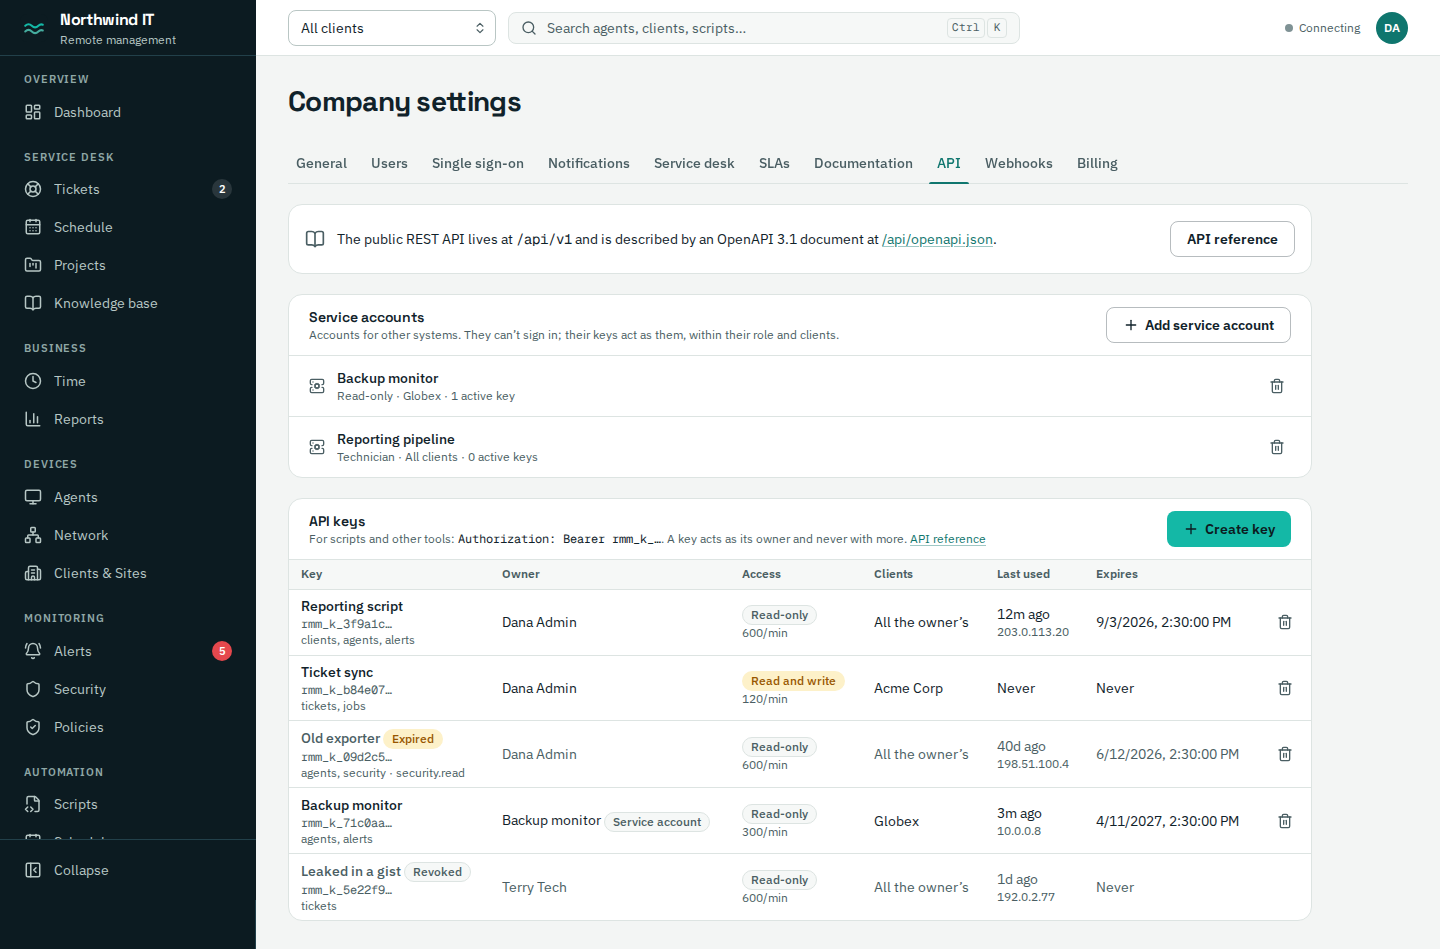 Northwind IT
Remote management
All clients
Search agents, clients, scripts...
Ctrl K
Connecting
DA
OVERVIEW
Dashboard
SERVICE DESK
Tickets 2
Schedule
Projects
Knowledge base
BUSINESS
Time
Reports
DEVICES
Agents
Network
Clients & Sites
MONITORING
Alerts 5
Security
Policies
AUTOMATION
Scripts
Collapse
Company settings
General Users Single sign-on Notifications Service desk SLAs Documentation API Webhooks Billing
The public REST API lives at /api/v1 and is described by an OpenAPI 3.1 document at /api/openapi.json.
API reference
Service accounts
Accounts for other systems. They can’t sign in; their keys act as them, within their role and clients.
Add service account
Backup monitor
Read-only · Globex · 1 active key
Reporting pipeline
Technician · All clients · 0 active keys
API keys
For scripts and other tools: Authorization: Bearer rmm_k_…. A key acts as its owner and never with more. API reference
Create key
Key Owner Access Clients Last used Expires
Reporting script
rmm_k_3f9a1c…
clients, agents, alerts
Dana Admin
Read-only
600/min
All the owner’s
12m ago
203.0.113.20
9/3/2026, 2:30:00 PM
Ticket sync
rmm_k_b84e07…
tickets, jobs
Dana Admin
Read and write
120/min
Acme Corp
Never
Never
Old exporter Expired
rmm_k_09d2c5…
agents, security · security.read
Dana Admin
Read-only
600/min
All the owner’s
40d ago
198.51.100.4
6/12/2026, 2:30:00 PM
Backup monitor
rmm_k_71c0aa…
agents, alerts
Backup monitor Service account
Read-only
300/min
Globex
3m ago
10.0.0.8
4/11/2027, 2:30:00 PM
Leaked in a gist Revoked
rmm_k_5e22f9…
tickets
Terry Tech
Read-only
600/min
All the owner’s
1d ago
192.0.2.77
Never